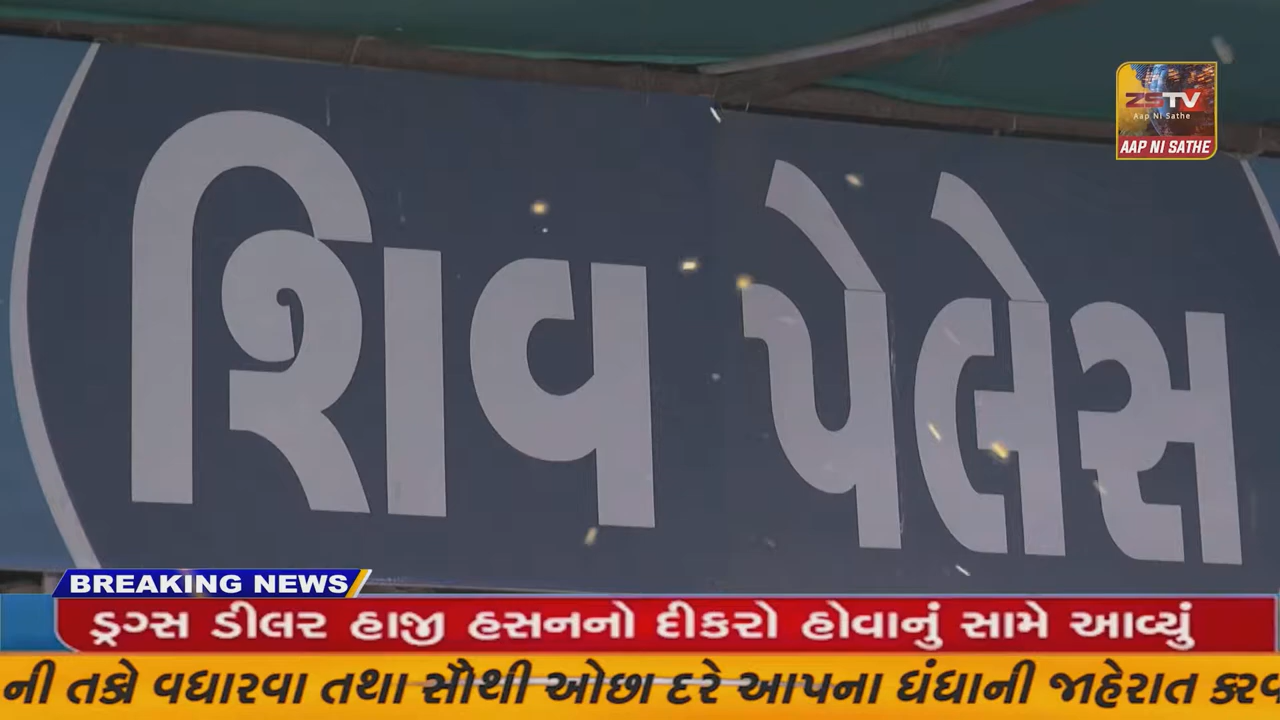 શિવ પેલેસ
ZSTV
Aap Ni Sathe
AAP NI SATHE
BREAKING NEWS
ડ્રગ્સ ડીલર હાજી હસનનો દીકરો હોવાનું સામે આવ્યું
ની તકો વધારવા તથા સૌથી ઓછા દરે આપના ધંધાની જાહેરાત